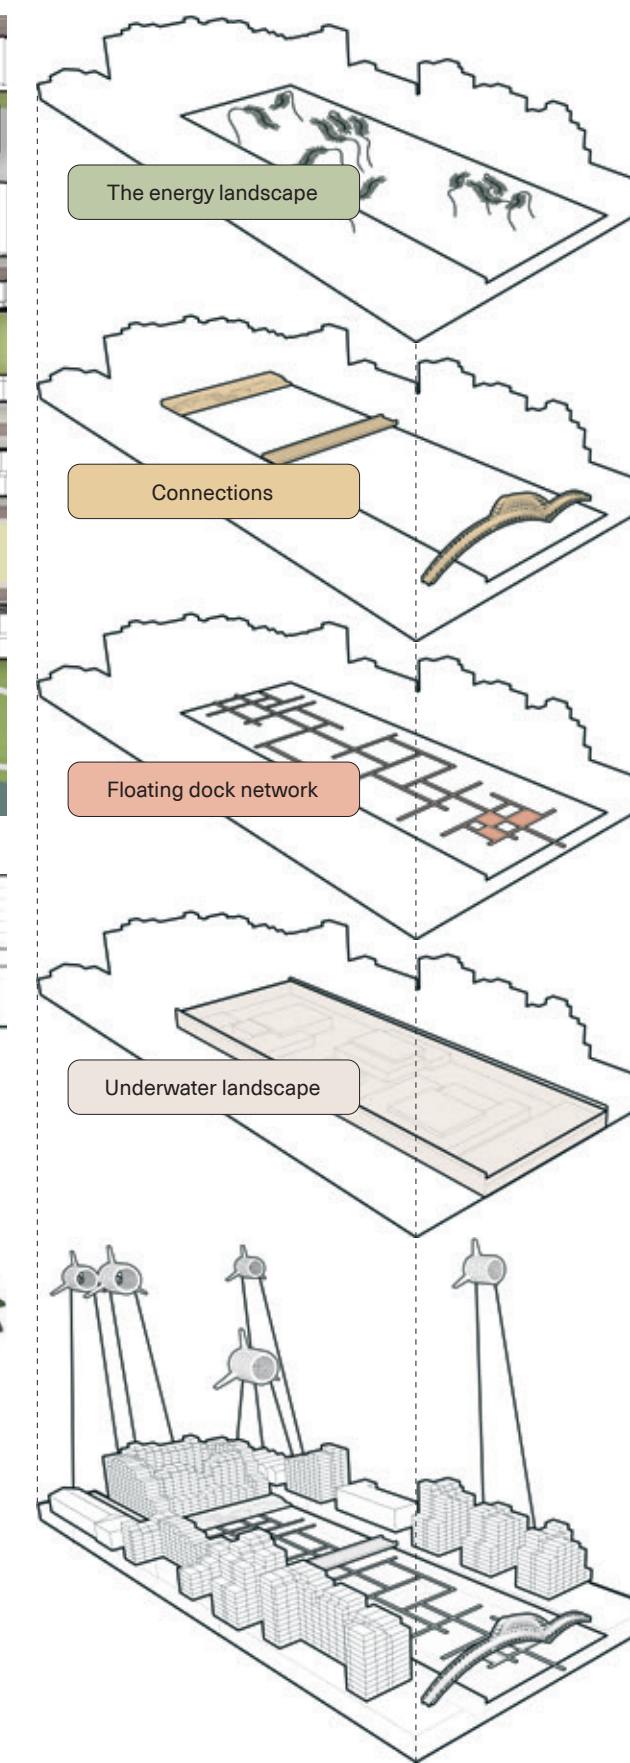 The energy landscape
Connections
Floating dock network
Underwater landscape